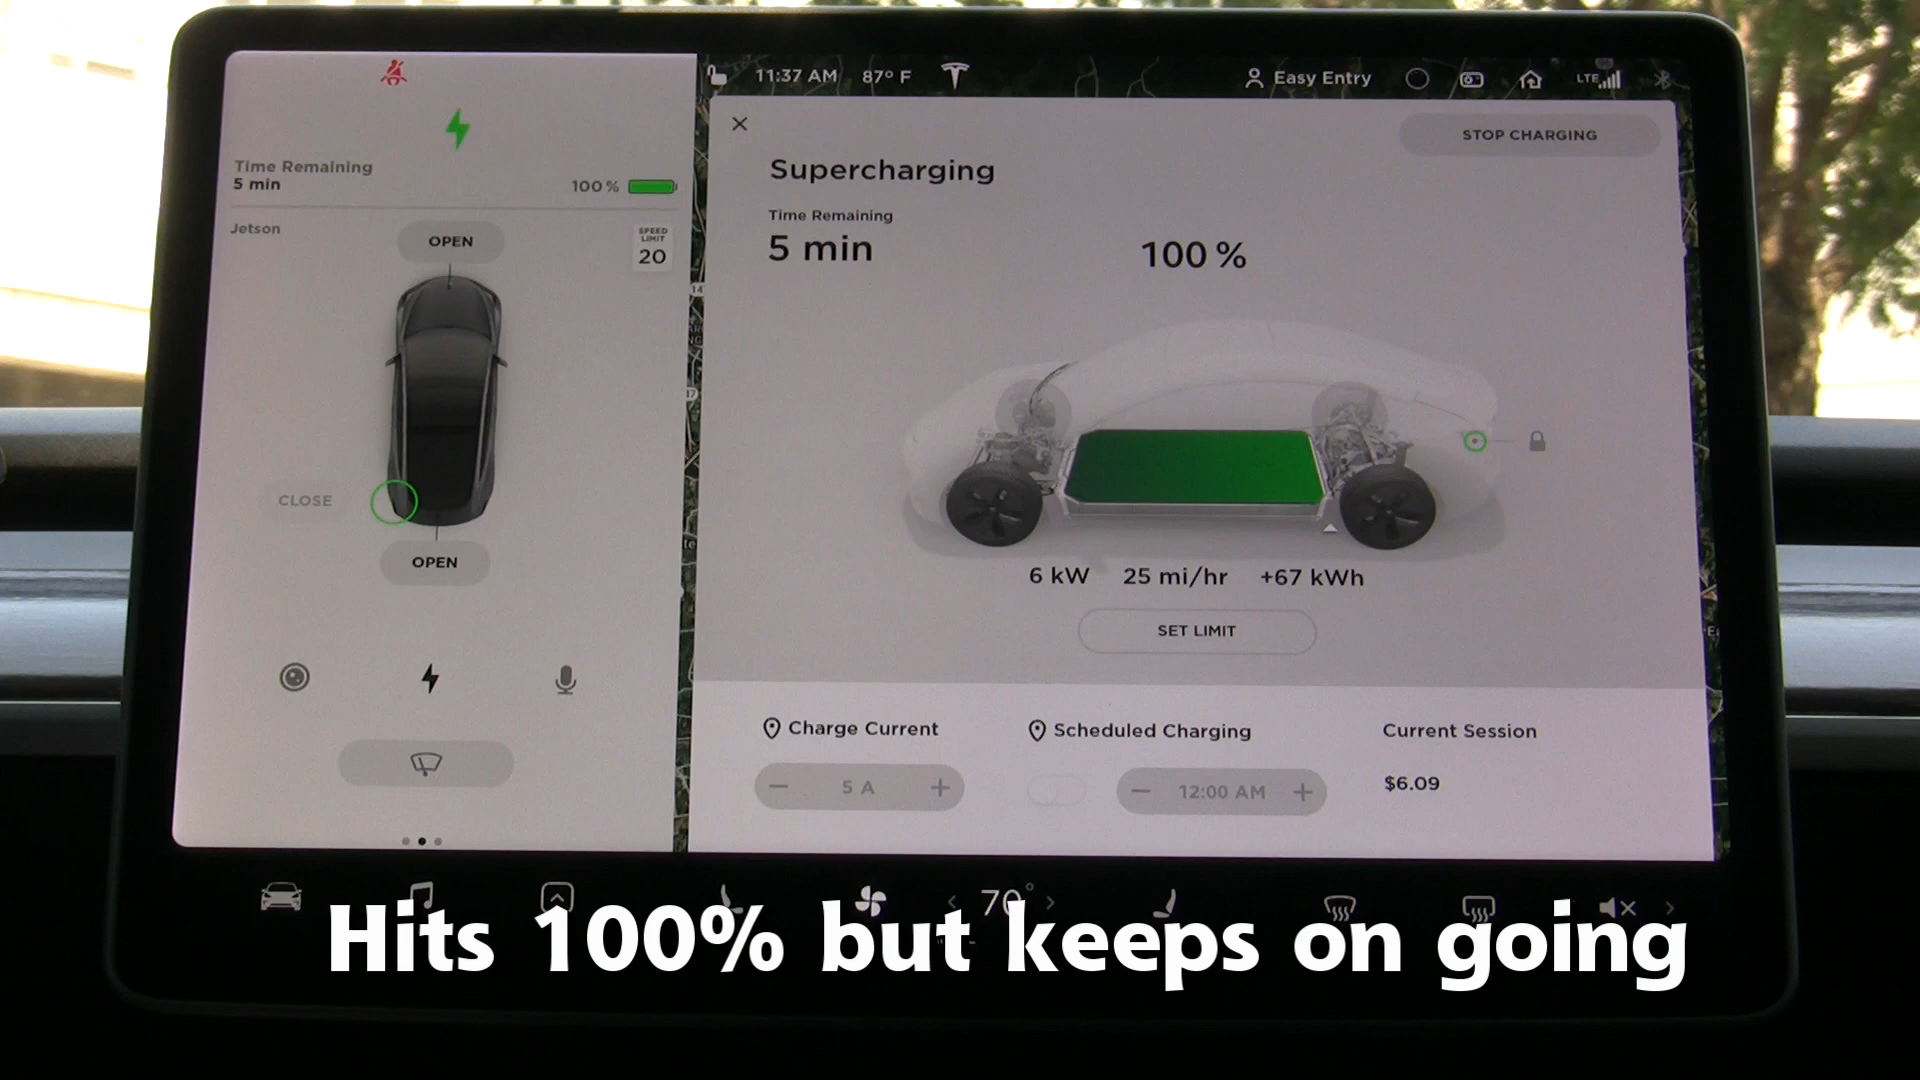 11:37 AM 87° F Easy Entry LTE
Time Remaining
5 min 100%
Jetson
OPEN
SPEED
LIMIT
20
CLOSE
OPEN
STOP CHARGING
Supercharging
Time Remaining
5 min 100 %
6 kW 25 mi/hr +67 kWh
SET LIMIT
Charge Current
Scheduled Charging
Current Session
5 A
12:00 AM
$6.09
70°
Hits 100% but keeps on going